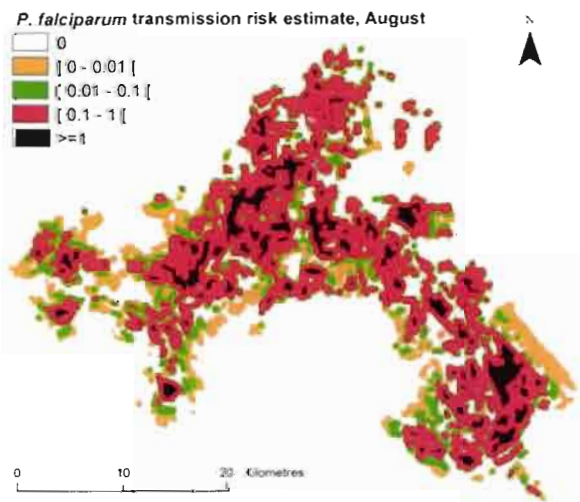 P. falciparum transmission risk estimate, August
N
0
] 0 - 0.01 [
[ 0.01 - 0.1 [
[ 0.1 - 1 [
>=1
0 10 20 Kilometres